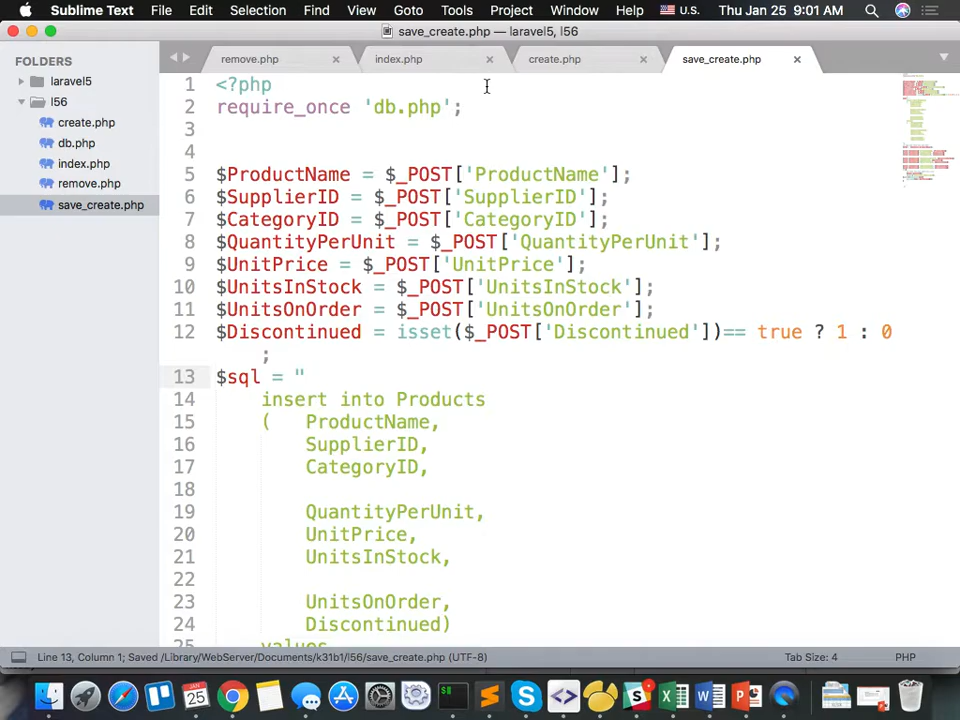 Sublime Text File Edit Selection Find View Goto Tools Project Window Help U.S. Thu Jan 25 9:01 AM
save_create.php — laravel5, l56
FOLDERS
laravel5
l56
create.php
db.php
index.php
remove.php
save_create.php
remove.php × index.php × create.php × save_create.php ×
1 <?php
2 require_once 'db.php';
3
4
5 $ProductName = $_POST['ProductName'];
6 $SupplierID = $_POST['SupplierID'];
7 $CategoryID = $_POST['CategoryID'];
8 $QuantityPerUnit = $_POST['QuantityPerUnit'];
9 $UnitPrice = $_POST['UnitPrice'];
10 $UnitsInStock = $_POST['UnitsInStock'];
11 $UnitsOnOrder = $_POST['UnitsOnOrder'];
12 $Discontinued = isset($_POST['Discontinued'])== true ? 1 : 0
;
13 $sql = "
14 insert into Products
15 ( ProductName,
16 SupplierID,
17 CategoryID,
18
19 QuantityPerUnit,
20 UnitPrice,
21 UnitsInStock,
22
23 UnitsOnOrder,
24 Discontinued)
25 values
Line 13, Column 1; Saved /Library/WebServer/Documents/k31b1/l56/save_create.php (UTF-8) Tab Size: 4 PHP
JAN
25